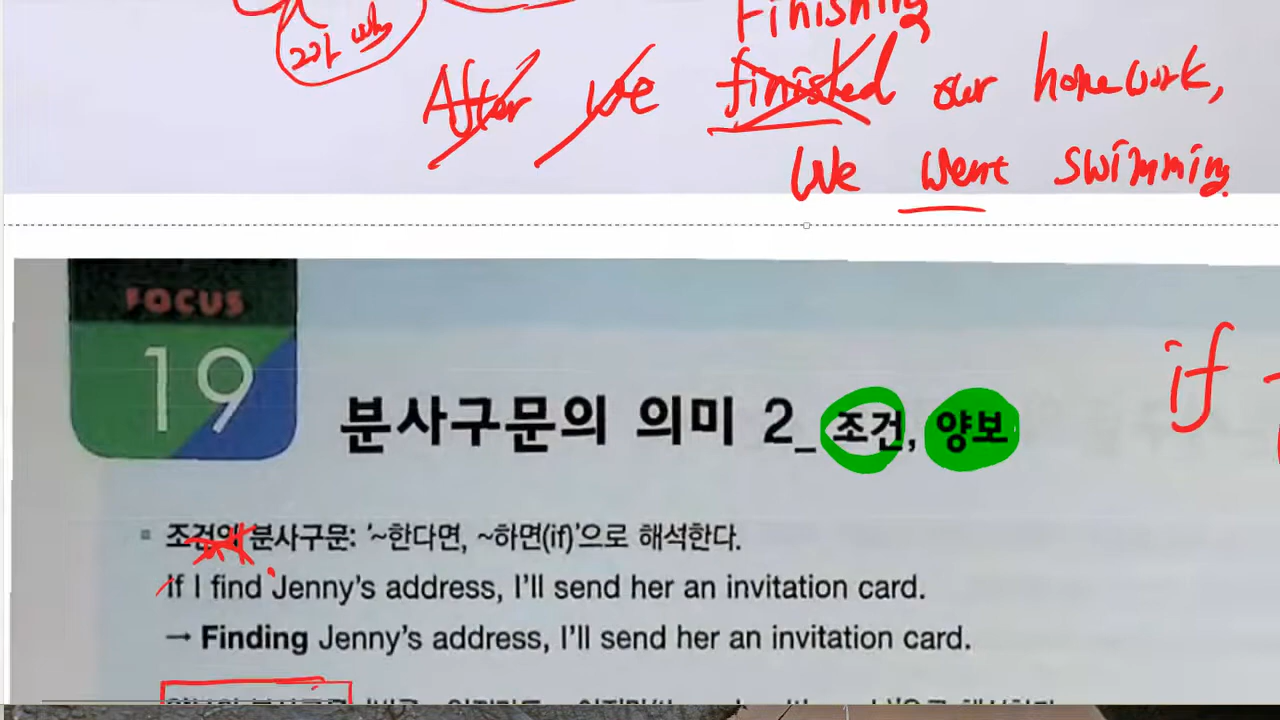 Finishing
After we finished our homework,
we went swimming.
FOCUS
19
분사구문의 의미 2_ 조건, 양보
if
조건의 분사구문: '~한다면, ~하면(if)'으로 해석한다.
If I find Jenny's address, I'll send her an invitation card.
→ Finding Jenny's address, I'll send her an invitation card.